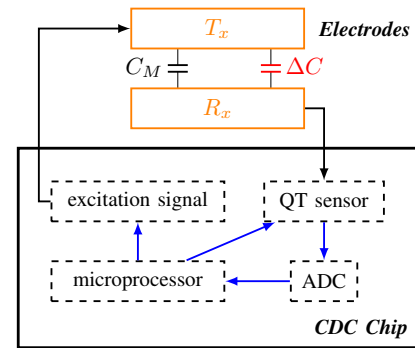 T_x Electrodes
C_M ΔC
R_x
excitation signal QT sensor
microprocessor ADC
CDC Chip